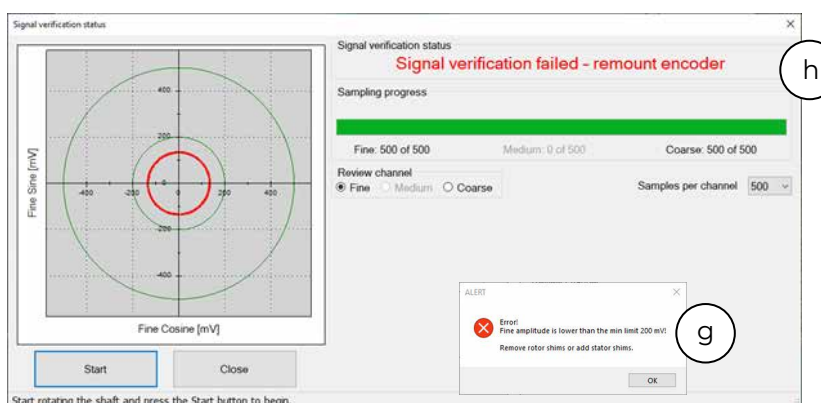 Signal verification status
Signal verification status
Signal verification failed - remount encoder
h
Sampling progress
Fine: 500 of 500 Medium: 0 of 500 Coarse: 500 of 500
Review channel
Fine Medium Coarse
Samples per channel 500
400
200
-400 -200 0 200 400
0
-200
-400
Fine Sine [mV]
Fine Cosine [mV]
ALERT
Error!
Fine amplitude is lower than the min limit 200 mV!
Remove rotor shims or add stator shims.
OK
g
Start Close
Start rotating the shaft and press the Start button to begin.